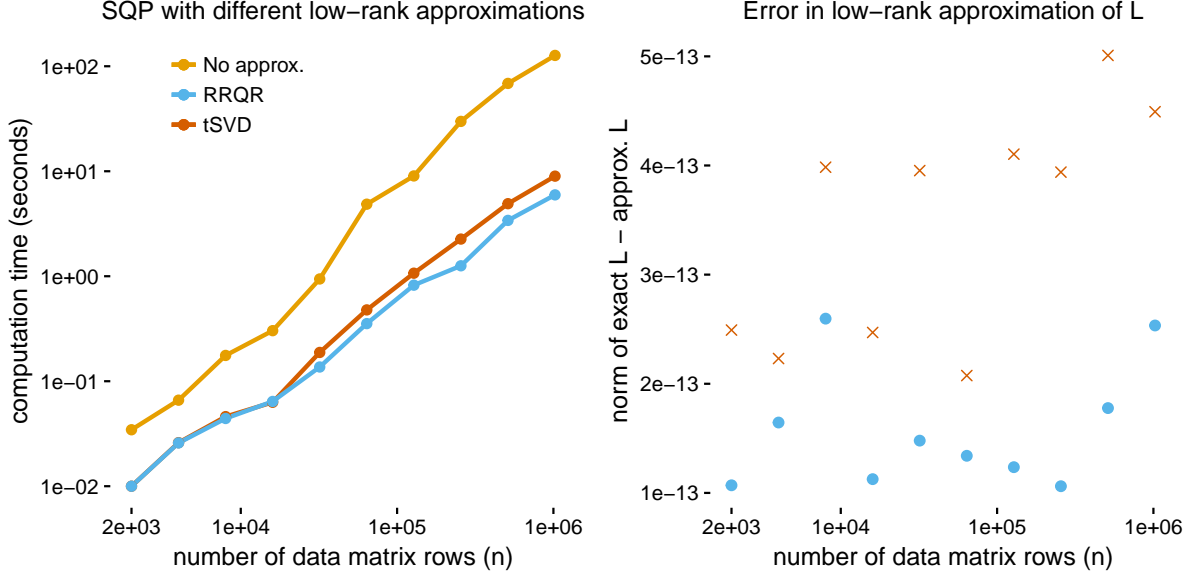 SQP with different low−rank approximations
1e+02
1e+01
1e+00
1e−01
1e−02
computation time (seconds)
No approx.
RRQR
tSVD
2e+03
1e+04
1e+05
1e+06
number of data matrix rows (n)
Error in low−rank approximation of L
5e−13
4e−13
3e−13
2e−13
1e−13
norm of exact L − approx. L
2e+03
1e+04
1e+05
1e+06
number of data matrix rows (n)